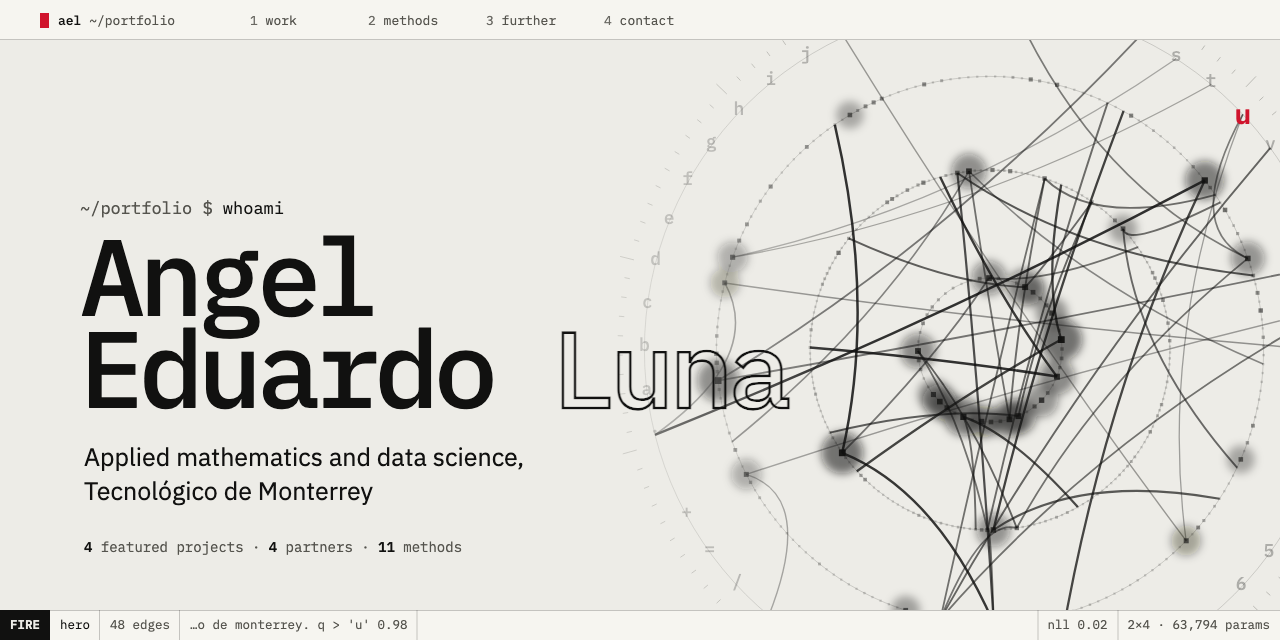 ael ~/portfolio 1 work 2 methods 3 further 4 contact
j
i
h
g
f
e
d
c
b
a
s
t
u
v
~/portfolio $ whoami
Angel
Eduardo Luna
Applied mathematics and data science,
Tecnológico de Monterrey
4 featured projects · 4 partners · 11 methods
+
=
/
5
6
FIRE hero 48 edges …o de monterrey. q > 'u' 0.98 nll 0.02 2×4 · 63,794 params